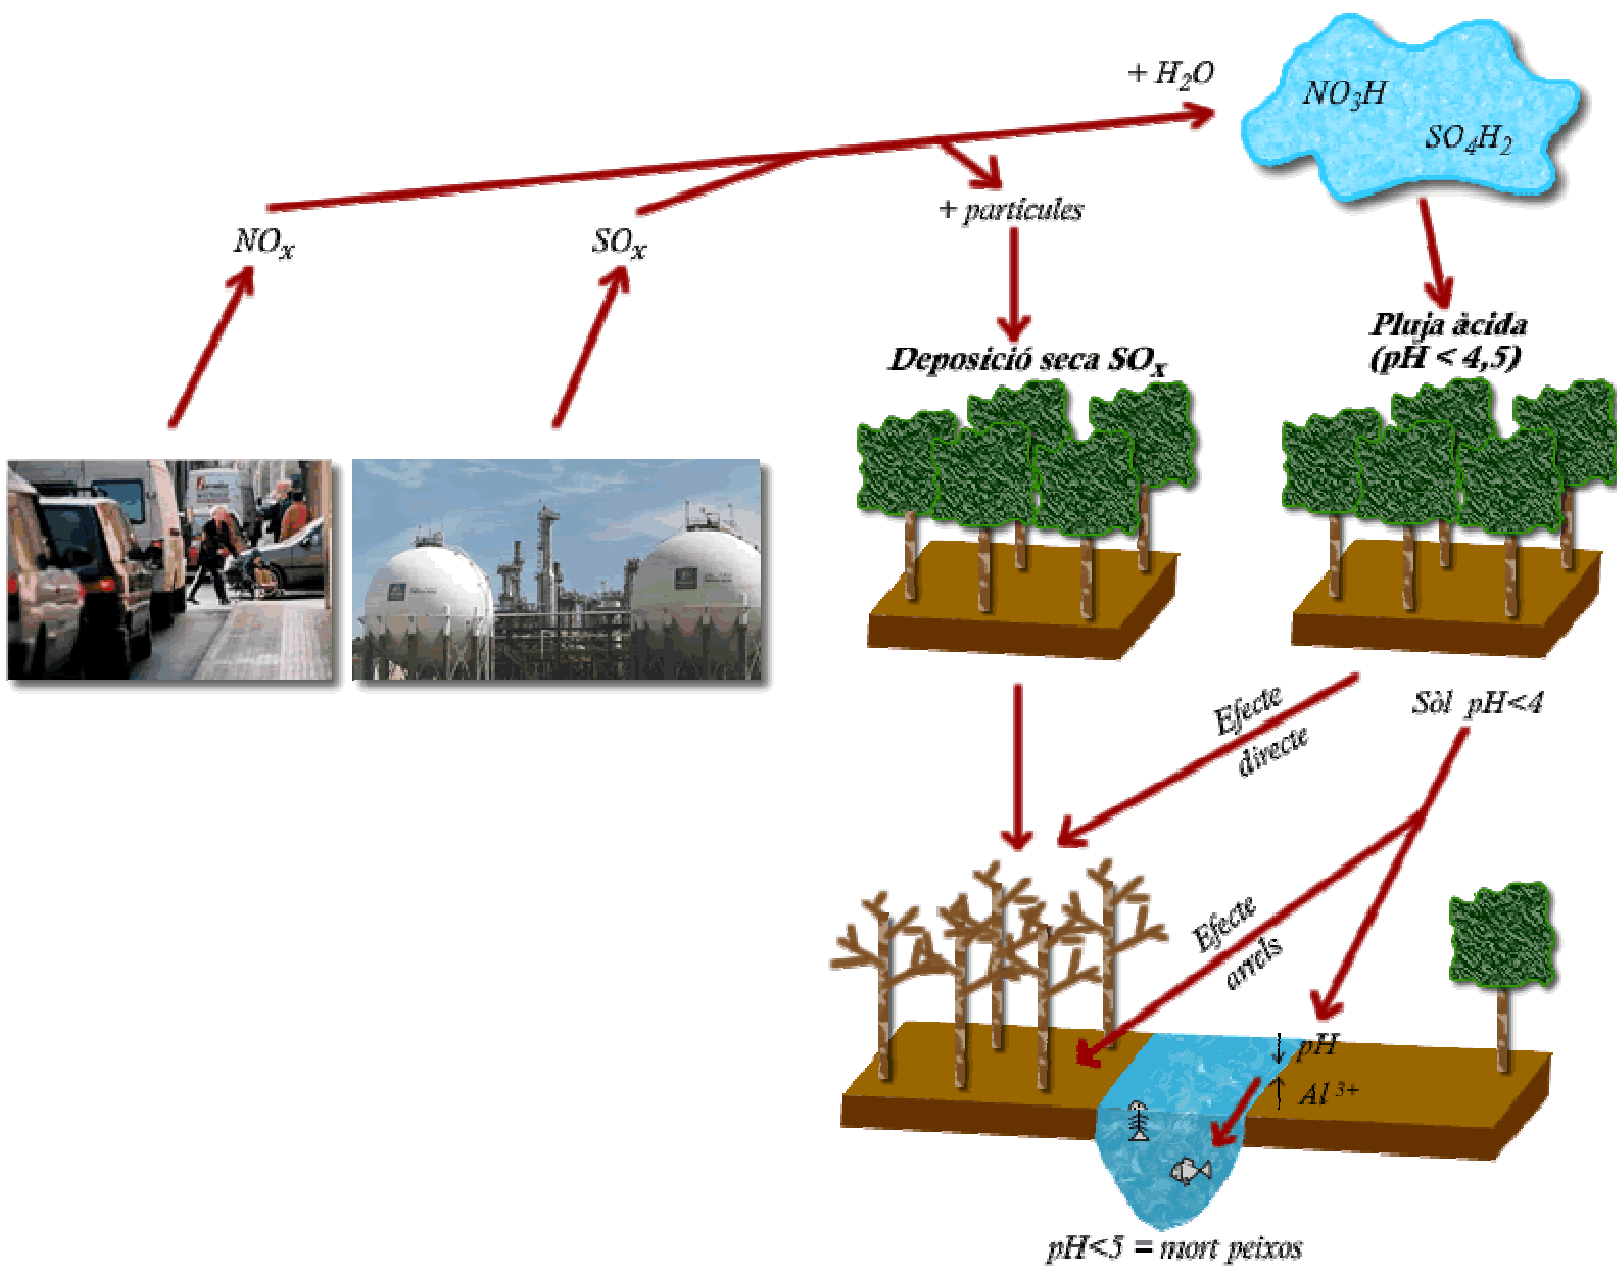 + H₂O
NO₃H
SO₄H₂
NOₓ
SOₓ
+ partícules
Deposició seca SOₓ
Pluja àcida
(pH < 4,5)
Efecte
directe
Sòl pH<4
Efecte
arrels
↓ pH
↑ Al³⁺
pH<5 = mort peixos